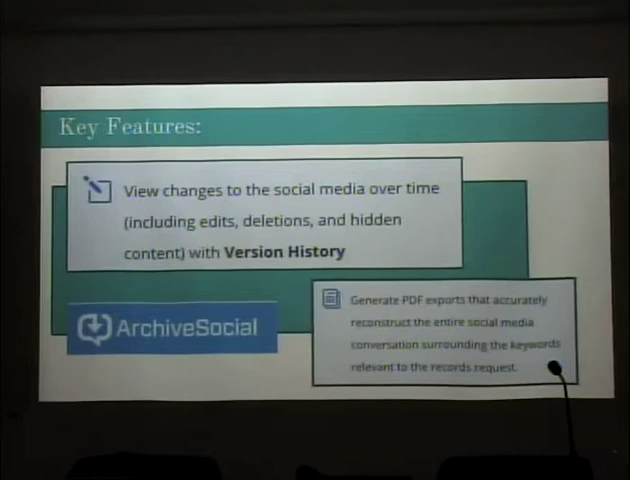 Key Features:
View changes to the social media over time
(including edits, deletions, and hidden
content) with Version History
ArchiveSocial
Generate PDF exports that accurately
reconstruct the entire social media
conversation surrounding the keywords
relevant to the records request.